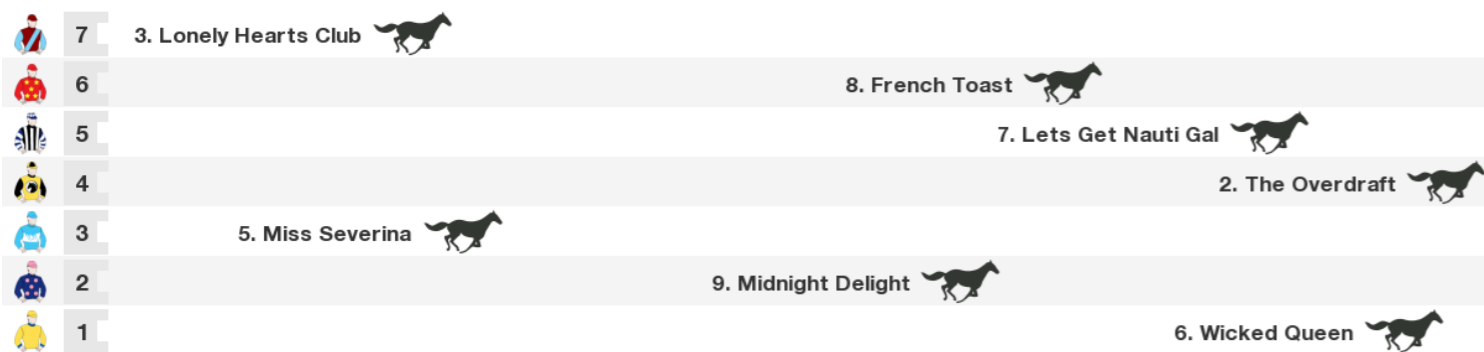 7 3. Lonely Hearts Club
6 8. French Toast
5 7. Lets Get Nauti Gal
4 2. The Overdraft
3 5. Miss Severina
2 9. Midnight Delight
1 6. Wicked Queen